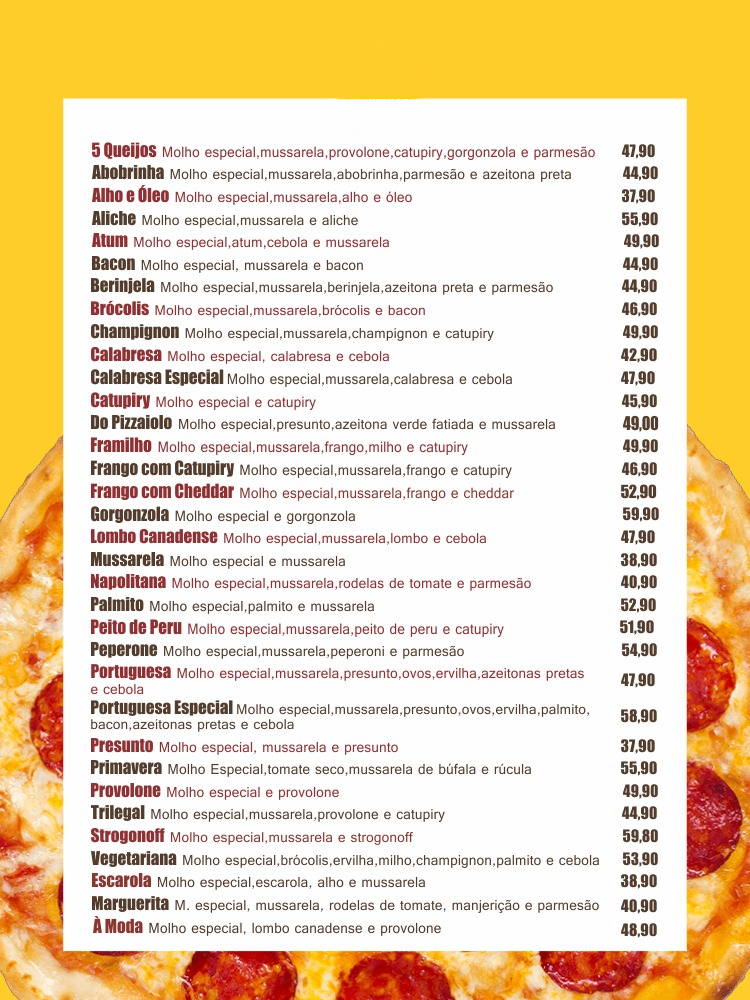 5 Queijos Molho especial,mussarela,provolone,catupiry,gorgonzola e parmesão 47,90
Abobrinha Molho especial,mussarela,abobrinha,parmesão e azeitona preta 44,90
Alho e Óleo Molho especial,mussarela,alho e óleo 37,90
Aliche Molho especial,mussarela e aliche 55,90
Atum Molho especial,atum,cebola e mussarela 49,90
Bacon Molho especial, mussarela e bacon 44,90
Berinjela Molho especial,mussarela,berinjela,azeitona preta e parmesão 44,90
Brócolis Molho especial,mussarela,brócolis e bacon 46,90
Champignon Molho especial,mussarela,champignon e catupiry 49,90
Calabresa Molho especial, calabresa e cebola 42,90
Calabresa Especial Molho especial,mussarela,calabresa e cebola 47,90
Catupiry Molho especial e catupiry 45,90
Do Pizzaiolo Molho especial,presunto,azeitona verde fatiada e mussarela 49,00
Framilho Molho especial,mussarela,frango,milho e catupiry 49,90
Frango com Catupiry Molho especial,mussarela,frango e catupiry 46,90
Frango com Cheddar Molho especial,mussarela,frango e cheddar 52,90
Gorgonzola Molho especial e gorgonzola 59,90
Lombo Canadense Molho especial,mussarela,lombo e cebola 47,90
Mussarela Molho especial e mussarela 38,90
Napolitana Molho especial,mussarela,rodelas de tomate e parmesão 40,90
Palmito Molho especial,palmito e mussarela 52,90
Peito de Peru Molho especial,mussarela,peito de peru e catupiry 51,90
Peperone Molho especial,mussarela,peperoni e parmesão 54,90
Portuguesa Molho especial,mussarela,presunto,ovos,ervilha,azeitonas pretas
e cebola 47,90
Portuguesa Especial Molho especial,mussarela,presunto,ovos,ervilha,palmito,
bacon,azeitonas pretas e cebola 58,90
Presunto Molho especial, mussarela e presunto 37,90
Primavera Molho Especial,tomate seco,mussarela de búfala e rúcula 55,90
Provolone Molho especial e provolone 49,90
Trilegal Molho especial,mussarela,provolone e catupiry 44,90
Strogonoff Molho especial,mussarela e strogonoff 59,80
Vegetariana Molho especial,brócolis,ervilha,milho,champignon,palmito e cebola 53,90
Escarola Molho especial,escarola, alho e mussarela 38,90
Marguerita M. especial, mussarela, rodelas de tomate, manjerição e parmesão 40,90
À Moda Molho especial, lombo canadense e provolone 48,90